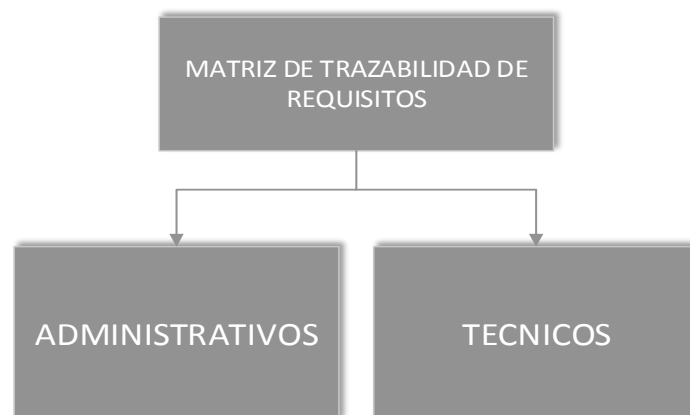 MATRIZ DE TRAZABILIDAD DE
REQUISITOS
ADMINISTRATIVOS
TECNICOS